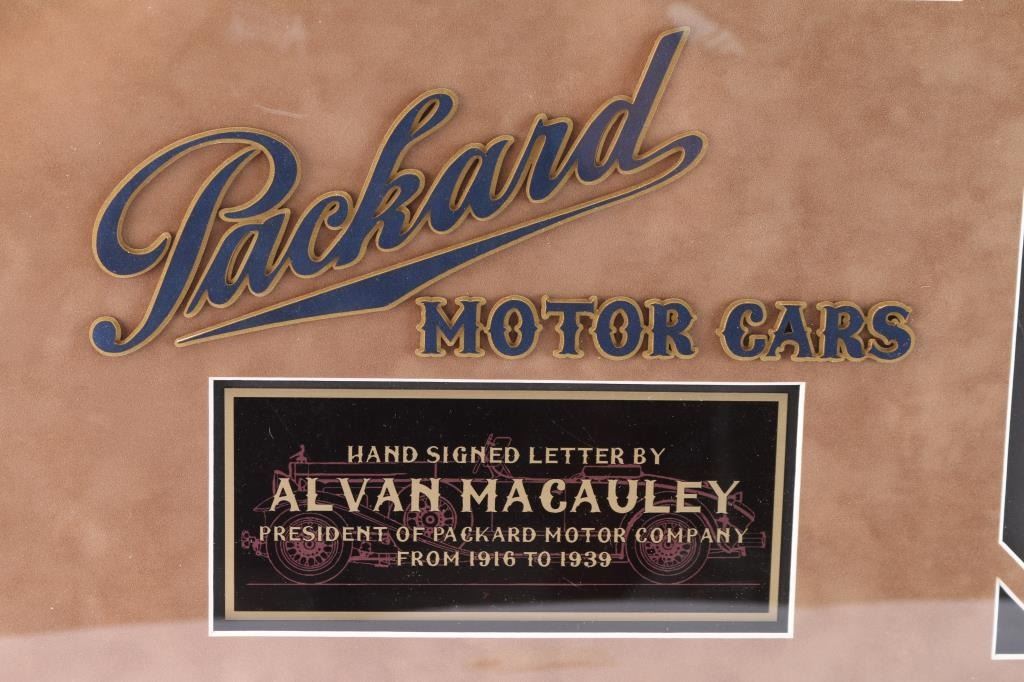 Packard
MOTOR CARS
HAND SIGNED LETTER BY
ALVAN MACAULEY
PRESIDENT OF PACKARD MOTOR COMPANY
FROM 1916 TO 1939